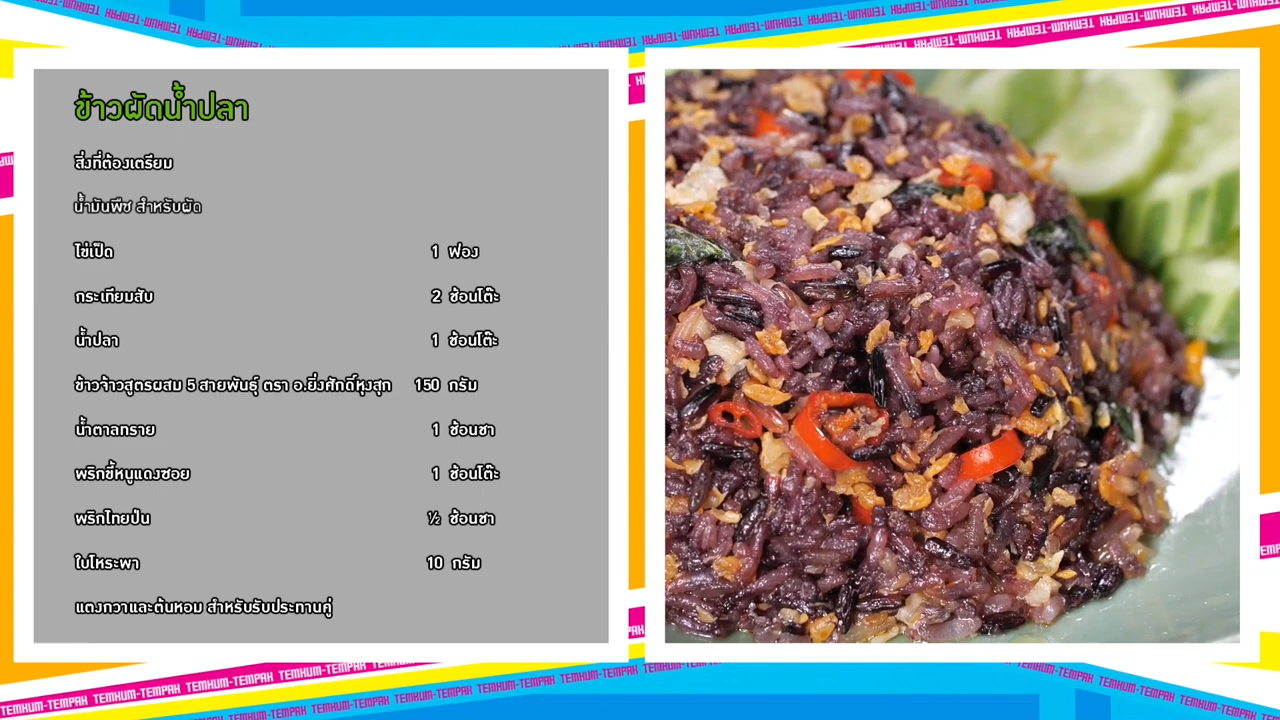 ข้าวผัดน้ำปลา
สิ่งที่ต้องเตรียม
น้ำมันพืช สำหรับผัด
ไข่เป็ด 1 ฟอง
กระเทียมสับ 2 ช้อนโต๊ะ
น้ำปลา 1 ช้อนโต๊ะ
ข้าวจ้าวสูตรผสม 5 สายพันธุ์ ตรา อ.ยิ่งศักดิ์หุงสุก 150 กรัม
น้ำตาลทราย 1 ช้อนชา
พริกขี้หนูแดงซอย 1 ช้อนโต๊ะ
พริกไทยป่น ½ ช้อนชา
ใบโหระพา 10 กรัม
แตงกวาและต้นหอม สำหรับรับประทานคู่
TEMHUM-TEMPAK TEMHUM-TEMPAK TEMHUM-TEMPAK TEMHUM-TEMPAK